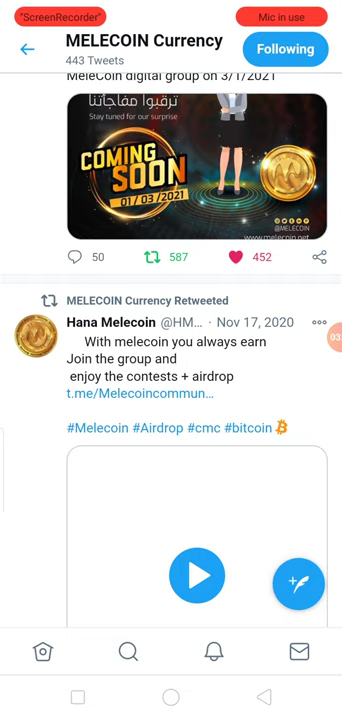 "ScreenRecorder"
Mic in use
MELECOIN Currency
443 Tweets
Following
MeleCoin digital group on 3/1/2021
ترقبوا مفاجأتنا
Stay tuned for our surprise
COMING
SOON
01/03/2021
@MELECOIN
www.melecoin.net
50
587
452
MELECOIN Currency Retweeted
Hana Melecoin @HM... · Nov 17, 2020
With melecoin you always earn
Join the group and
enjoy the contests + airdrop
t.me/Melecoincommun...
#Melecoin #Airdrop #cmc #bitcoin